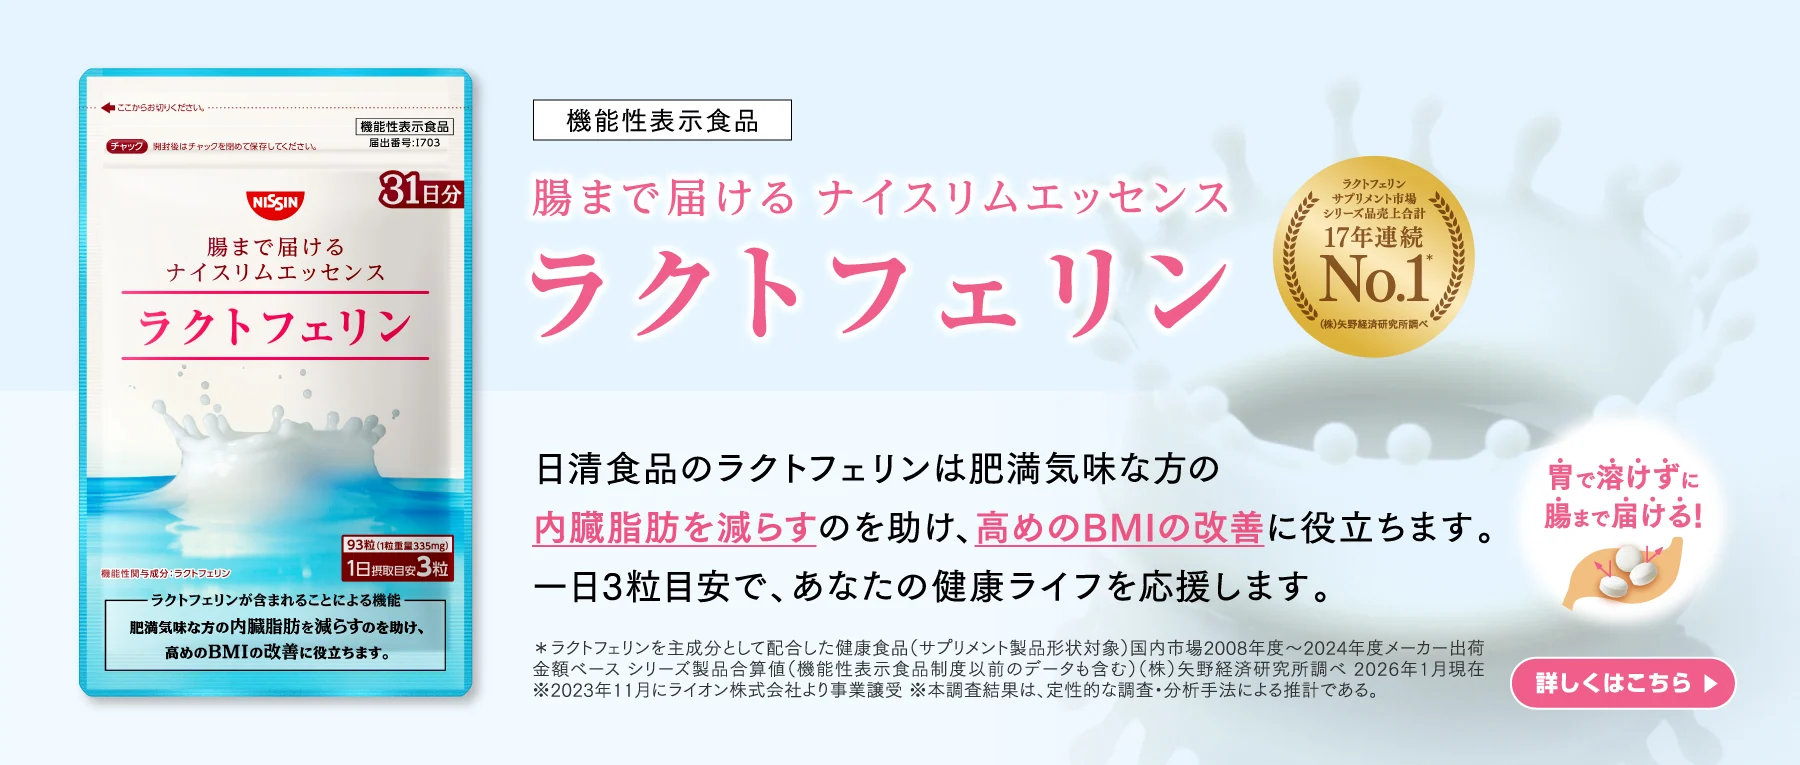 ここからお切りください。
チャック 開封後はチャックを閉めて保存してください。
機能性表示食品
届出番号:I703
31日分
NISSIN
腸まで届ける
ナイスリムエッセンス
ラクトフェリン
93粒(1粒重量335mg)
1日摂取目安3粒
機能性関与成分:ラクトフェリン
ラクトフェリンが含まれることによる機能
肥満気味な方の内臓脂肪を減らすのを助け、
高めのBMIの改善に役立ちます。
機能性表示食品
腸まで届ける ナイスリムエッセンス
ラクトフェリン
ラクトフェリン
サプリメント市場
シリーズ品売上合計
17年連続
No.1*
(株)矢野経済研究所調べ
日清食品のラクトフェリンは肥満気味な方の
内臓脂肪を減らすのを助け、高めのBMIの改善に役立ちます。
一日3粒目安で、あなたの健康ライフを応援します。
胃で溶けずに
腸まで届ける!
*ラクトフェリンを主成分として配合した健康食品(サプリメント製品形状対象)国内市場2008年度〜2024年度メーカー出荷
金額ベース シリーズ製品合算値(機能性表示食品制度以前のデータも含む)(株)矢野経済研究所調べ 2026年1月現在
※2023年11月にライオン株式会社より事業譲受 ※本調査結果は、定性的な調査・分析手法による推計である。
詳しくはこちら